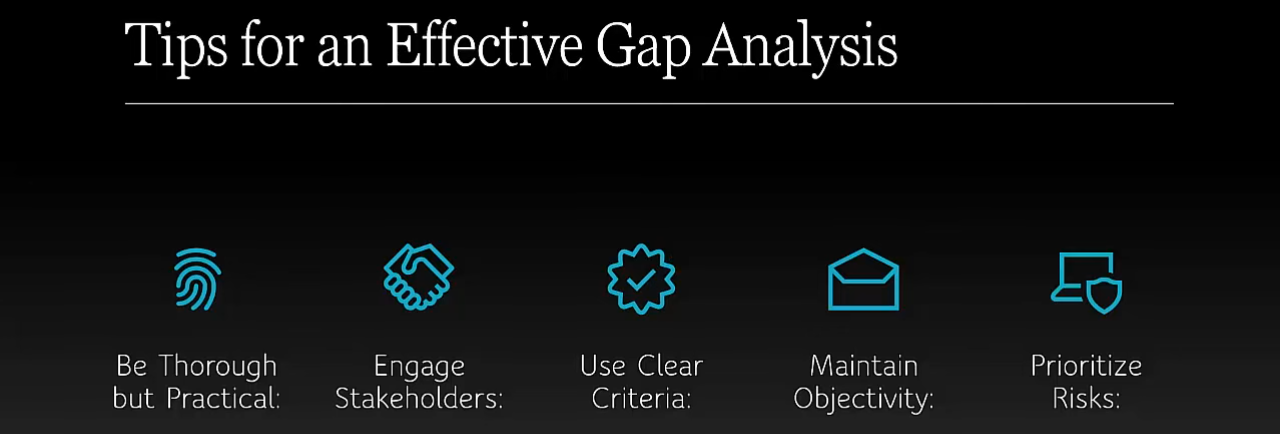 Tips for an Effective Gap Analysis
Be Thorough
but Practical:
Engage
Stakeholders:
Use Clear
Criteria:
Maintain
Objectivity:
Prioritize
Risks: